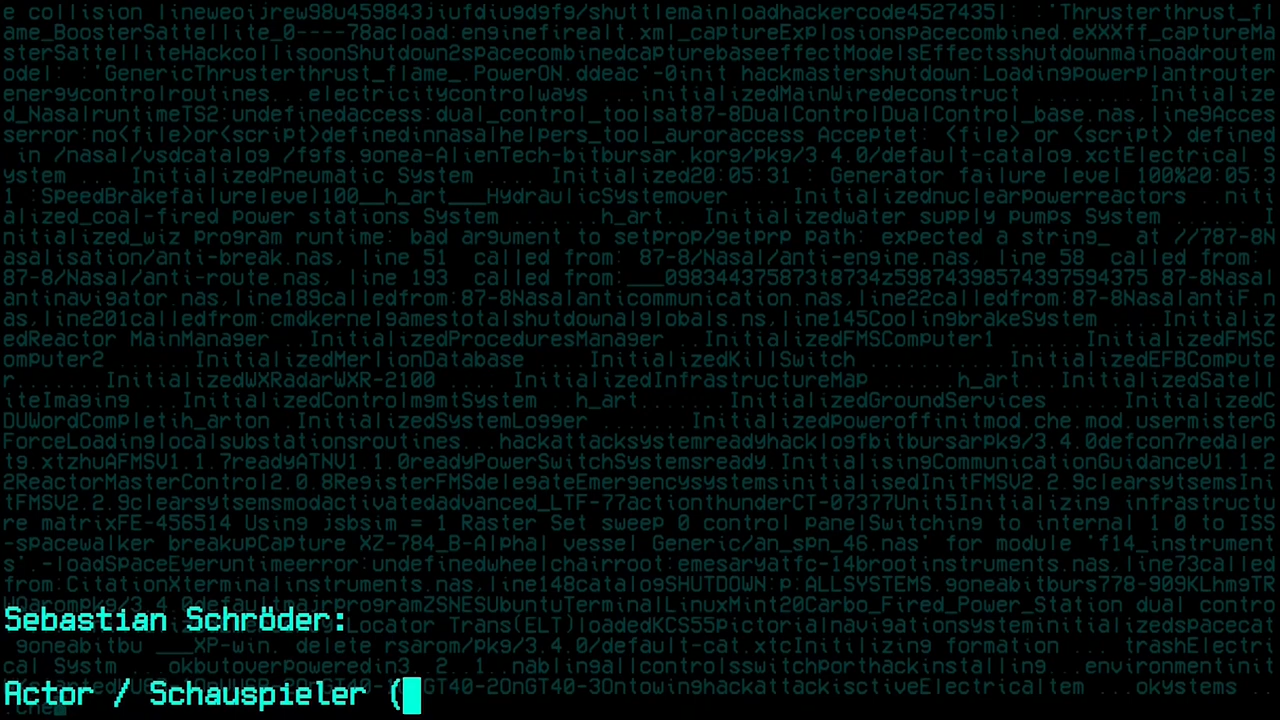 e collision lineweoijrew98u459843jiufdiu9d9f9/shuttlemainloadhackercode4527435|: :'Thrusterthrust_fl
ame_BoosterSattellite_0----78acload:enginefirealt.xml_captureExplosionspacecombined.eXXXff_captureMa
sterSattelliteHackcollisoonShutdown2spacecombinedcapturebaseeffectModelsEffectsshutdownmainoadroutem
odel: :'GenericThrusterthrust_flame_.PowerON.ddeac'-0init hackmastershutdown:Loadingpowerplantrouter
energycontrolroutines...electricitycontrolways ...initializedMainWiredeconstruct ......... Initialize
d_NasalruntimeTS2:undefinedaccess:dual_control_tool|sat87-8DualControlDualControl_base.nas,line9Acces
serror:no<file>or<script>definedinnasalhelpers_tool_auroraccess Acceptet: <file> or <script> defined
in /nasal/vsdcatalog /f9fs.gonea-AlienTech-bitbursar.kor9/pk9/3.4.0/default-catalog.xctElectrical S
ystem .... InitializedPneumatic System .... Initialized20:05:31 : Generator failure level 100%20:05:3
1 :SpeedBrakefailurelevel100__h_art___HydraulicSystemover .......Initializednuclearpowerreactors ..niti
alized_coal-fired power stations System ........h_art.. Initializedwater supply pumps System ...... I
nitialized_wiz program runtime: bad argument to setprop/getprp path: expected a string_ at //787-8N
asalisation/anti-break.nas, line 51  called from: 87-8/Nasal/anti-engine.nas, line 58  called from:
87-8/Nasal/anti-route.nas, line 193  called from:___098344375873t8734z598743985743975943​75 87-8Nasal
antinavigator.nas,line189calledfrom:87-8Nasalanticommunication.nas,line22calledfrom:87-8NasalantiF.n
as,line201calledfrom:cmdkernelgamestotalshutdownalglobals.ns,line145CoolingbrakeSystem .... Initializ
edReactor MainManager ..InitializedProceduresManager ...InitializedFMSComputer1 ...... InitializedFMSC
omputer2 .......InitializedMerlionDatabase .....InitializedKillSwitch ............InitializedEFBCompute
r.......InitializedWXRadarWXR-2100 .... InitializedInfrastructureMap .......h_art...InitializedSatell
iteImaging ...InitializedControlmgmtSystem ...h_art.......InitializedGroundServices ......InitializedC
DUWordCompletih_arton .InitializedSystemLogger .......Initializedpoweroffinitmod.che.mod.usermisterG
ForceLoadinglocalsubstationsroutines...hackattacksystemreadyhacklogfbitbursarpk9/3.4.0defcon7redaler
t9.xtzhuAFMSV1.1.7readyATNV1.1.0readyPowerSwitchSystemsready.InitialisingCommunicationGuidanceV1.1.2
2ReactorMasterControl2.0.8RegisterFMSdelegateEmergencysystemsinitialisedInitFMSV2.2.9clearsytsemsIni
tFMSV2.2.9clearsytsemsmodactivatedadvanced_LTF-77actionthunderCT-07377Unit5Initializing infrastructu
re matrixFE-456514 Using jsbsim = 1 Raster Set sweep 0 control panelSwitching to internal 1 0 to ISS
-spacewalker breakupCapture XZ-784_B-Alphal vessel Generic/an_spn_46.nas' for module 'f14_instrument
s'.-loadSpaceEyeruntimeerror:undefinedwheelchairroot:emesaryatfc-14brootinstruments.nas,line73called
from:CitationXterminalinstruments.nas,line148catalogSHUTDOWN:p:ALLSYSTEMS.goneabitburs778-909KLhmgTR
Sebastian Schröder:
Actor / Schauspieler (